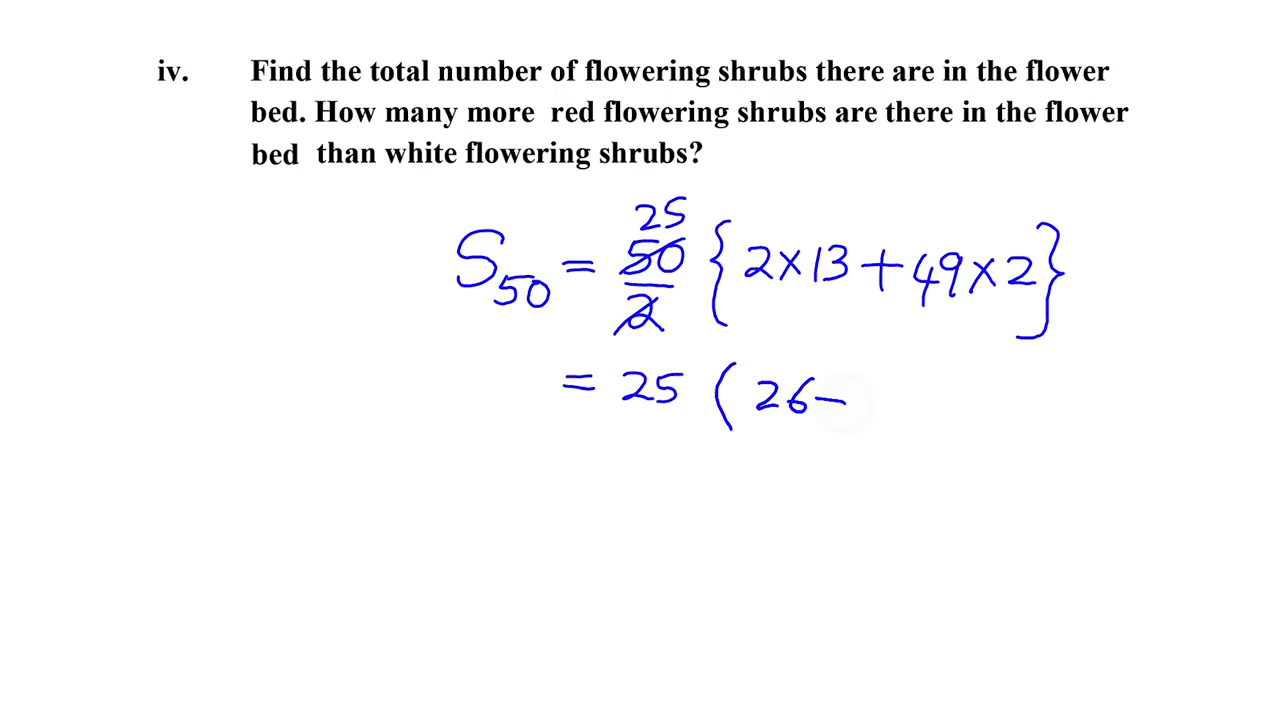 iv. Find the total number of flowering shrubs there are in the flower
bed. How many more red flowering shrubs are there in the flower
bed than white flowering shrubs?
25
S₅₀ = 50/2 {2×13+49×2}
= 25 (26−